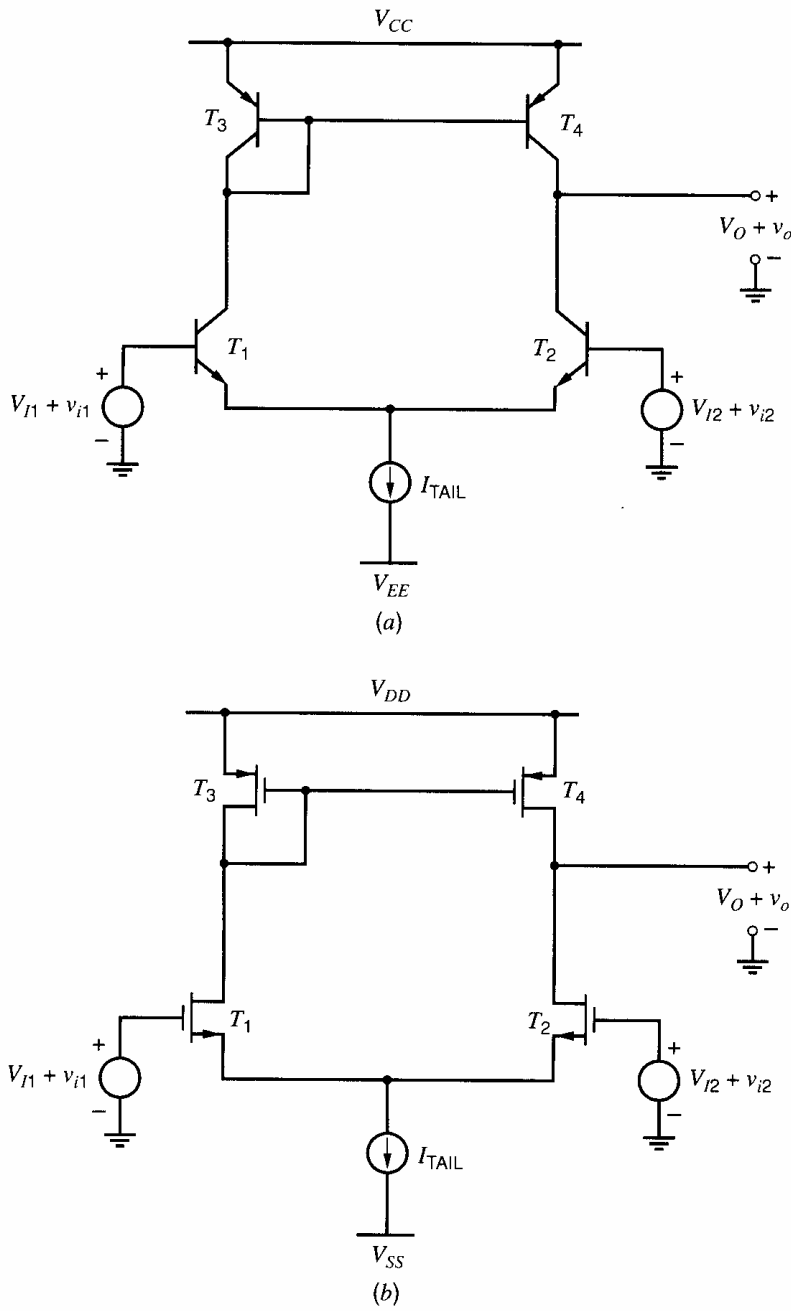 V_CC
T_3
T_4
+
V_O + v_o
−
T_1
T_2
+
V_I1 + v_i1
−
+
V_I2 + v_i2
−
I_TAIL
V_EE
(a)
V_DD
T_3
T_4
+
V_O + v_o
−
T_1
T_2
+
V_I1 + v_i1
−
+
V_I2 + v_i2
−
I_TAIL
V_SS
(b)